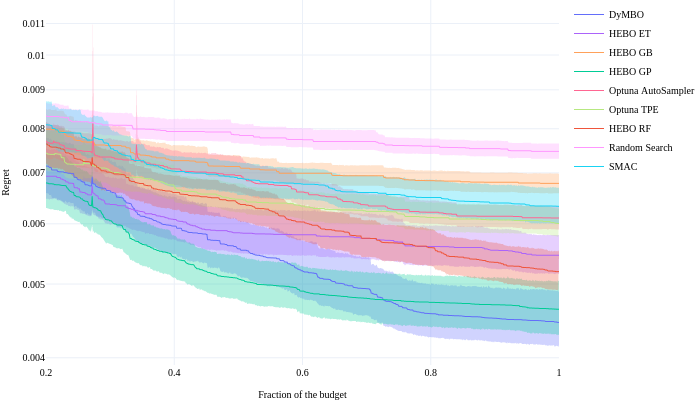 0.011
0.01
0.009
0.008
0.007
0.006
0.005
0.004
Regret
0.2
0.4
0.6
0.8
1
Fraction of the budget
DyMBO
HEBO ET
HEBO GB
HEBO GP
Optuna AutoSampler
Optuna TPE
HEBO RF
Random Search
SMAC